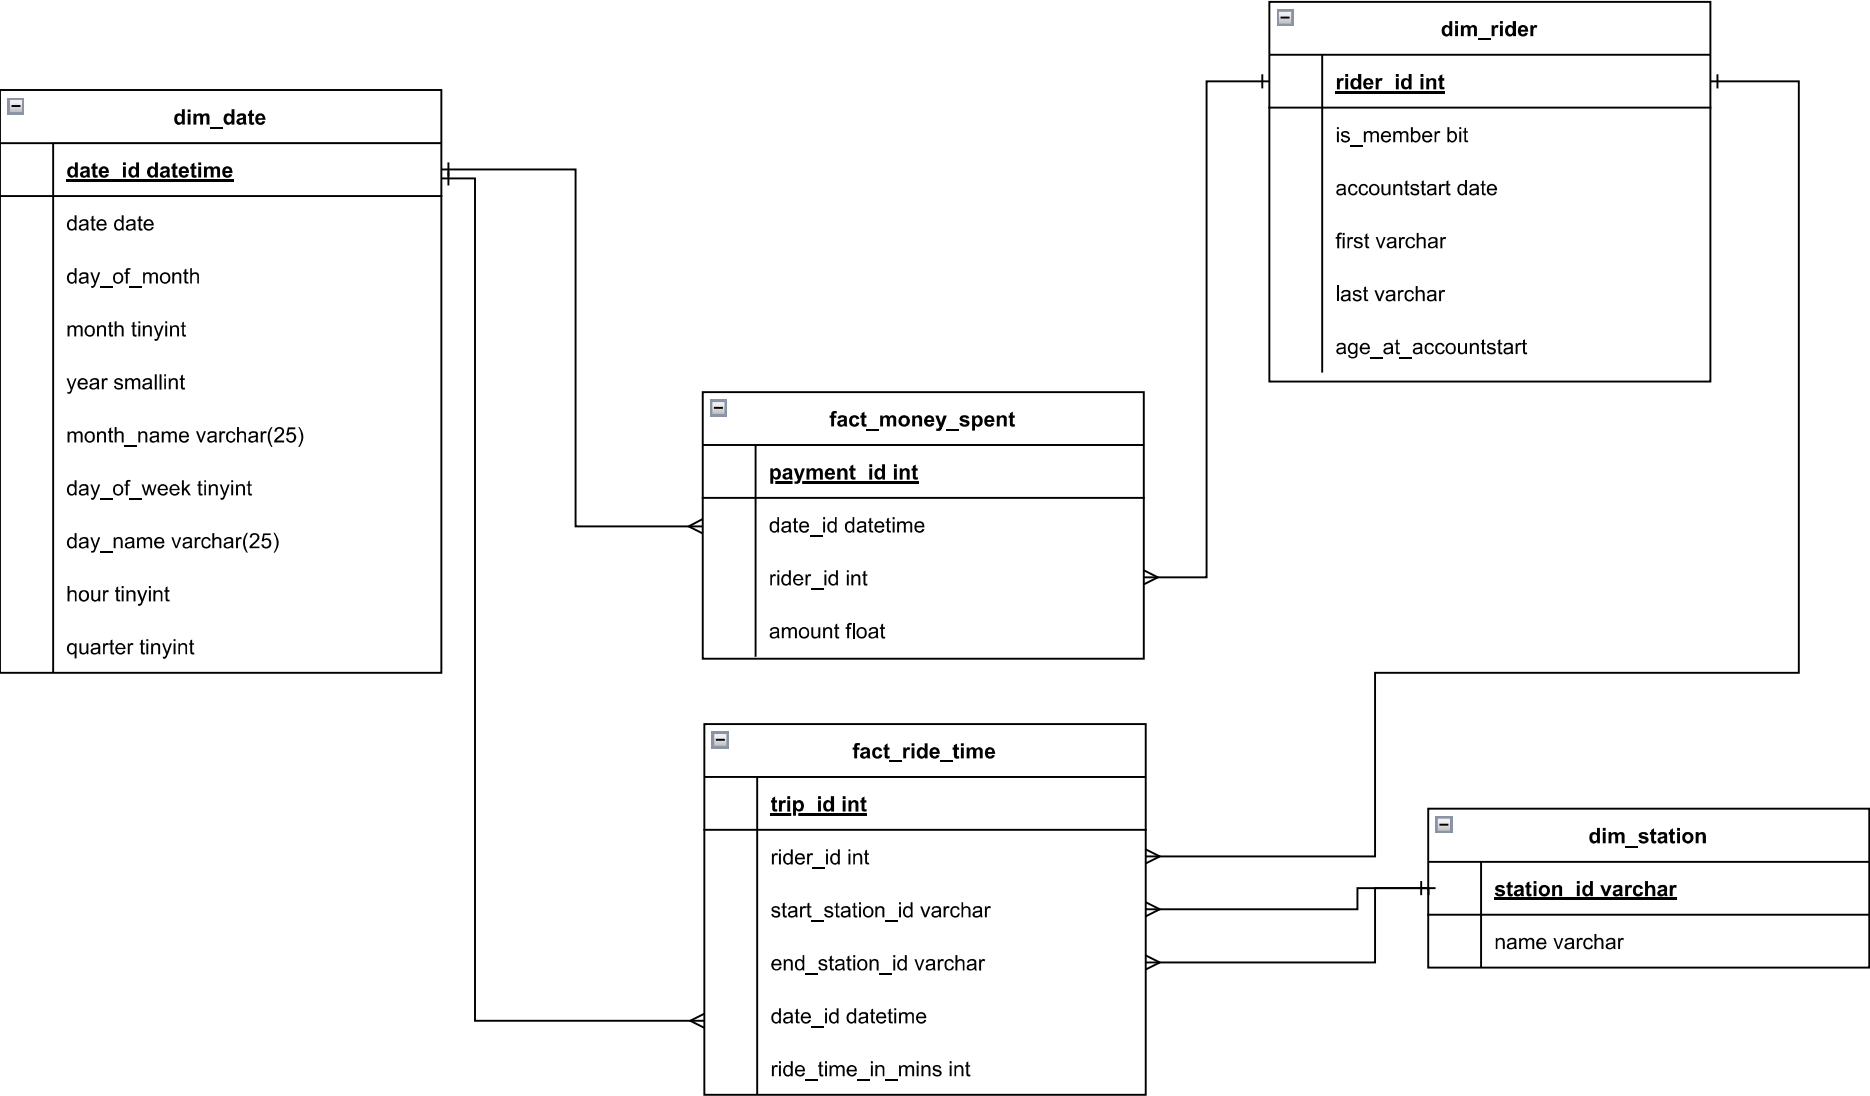 dim_date
date_id datetime
date date
day_of_month
month tinyint
year smallint
month_name varchar(25)
day_of_week tinyint
day_name varchar(25)
hour tinyint
quarter tinyint
fact_money_spent
payment_id int
date_id datetime
rider_id int
amount float
dim_rider
rider_id int
is_member bit
accountstart date
first varchar
last varchar
age_at_accountstart
fact_ride_time
trip_id int
rider_id int
start_station_id varchar
end_station_id varchar
date_id datetime
ride_time_in_mins int
dim_station
station_id varchar
name varchar